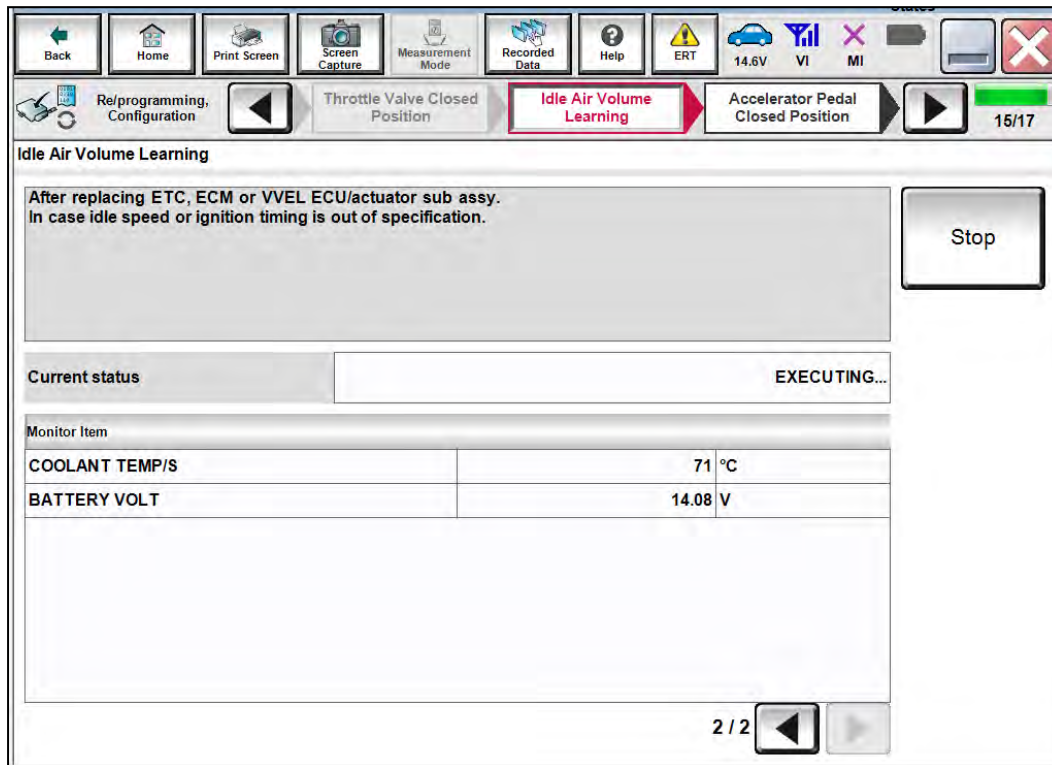 States
Back
Home
Print Screen
Screen
Capture
Measurement
Mode
Recorded
Data
Help
ERT
14.6V
VI
MI
Re/programming,
Configuration
Throttle Valve Closed
Position
Idle Air Volume
Learning
Accelerator Pedal
Closed Position
15/17
Idle Air Volume Learning
After replacing ETC, ECM or VVEL ECU/actuator sub assy.
In case idle speed or ignition timing is out of specification.
Stop
Current status EXECUTING...
Monitor Item
COOLANT TEMP/S 71 °C
BATTERY VOLT 14.08 V
2 / 2